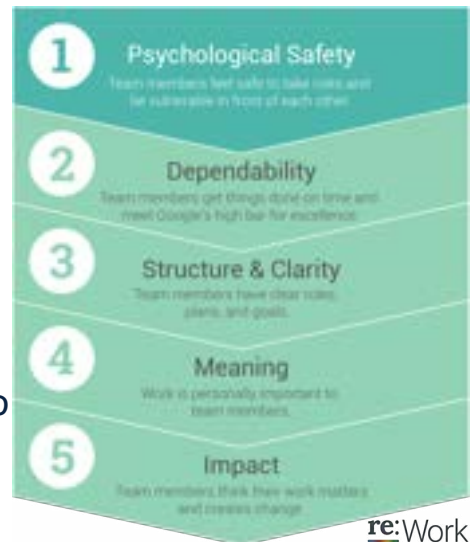 1
Psychological Safety
Team members feel safe to take risks and
be vulnerable in front of each other.
2
Dependability
Team members get things done on time and
meet Google's high bar for excellence.
3
Structure & Clarity
Team members have clear roles,
plans, and goals.
4
Meaning
Work is personally important to
team members.
5
Impact
Team members think their work matters
and creates change.
re:Work